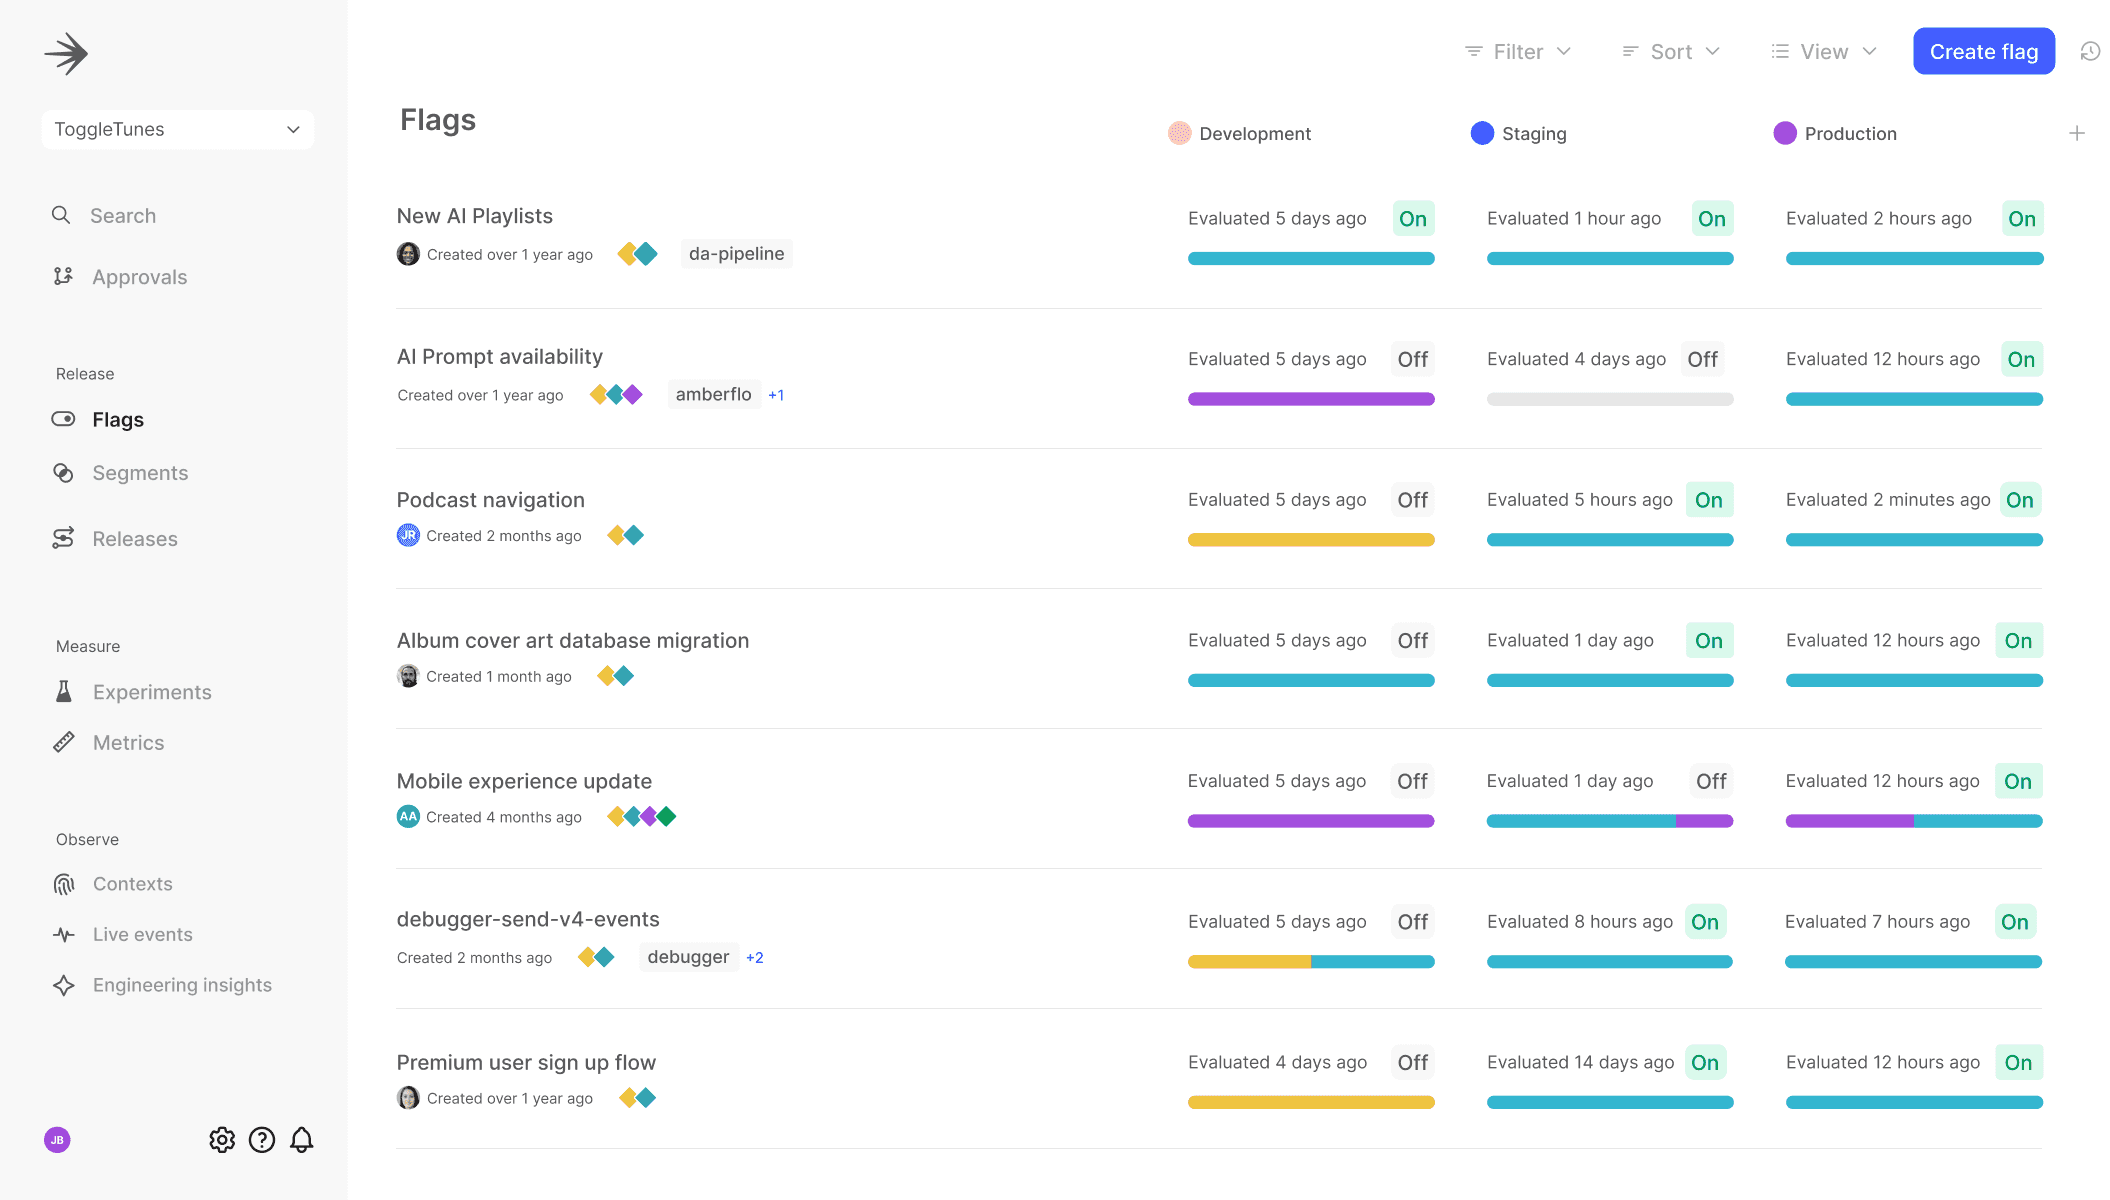 Filter
Sort
View
Create flag
ToggleTunes
Search
Approvals
Release
Flags
Segments
Releases
Measure
Experiments
Metrics
Observe
Contexts
Live events
Engineering insights
JB
Flags
Development
Staging
Production
New AI Playlists
Created over 1 year ago
da-pipeline
Evaluated 5 days ago On
Evaluated 1 hour ago On
Evaluated 2 hours ago On
AI Prompt availability
Created over 1 year ago
amberflo +1
Evaluated 5 days ago Off
Evaluated 4 days ago Off
Evaluated 12 hours ago On
Podcast navigation
JR Created 2 months ago
Evaluated 5 days ago Off
Evaluated 5 hours ago On
Evaluated 2 minutes ago On
Album cover art database migration
Created 1 month ago
Evaluated 5 days ago Off
Evaluated 1 day ago On
Evaluated 12 hours ago On
Mobile experience update
AA Created 4 months ago
Evaluated 5 days ago Off
Evaluated 1 day ago Off
Evaluated 12 hours ago On
debugger-send-v4-events
Created 2 months ago
debugger +2
Evaluated 5 days ago Off
Evaluated 8 hours ago On
Evaluated 7 hours ago On
Premium user sign up flow
Created over 1 year ago
Evaluated 4 days ago Off
Evaluated 14 days ago On
Evaluated 12 hours ago On